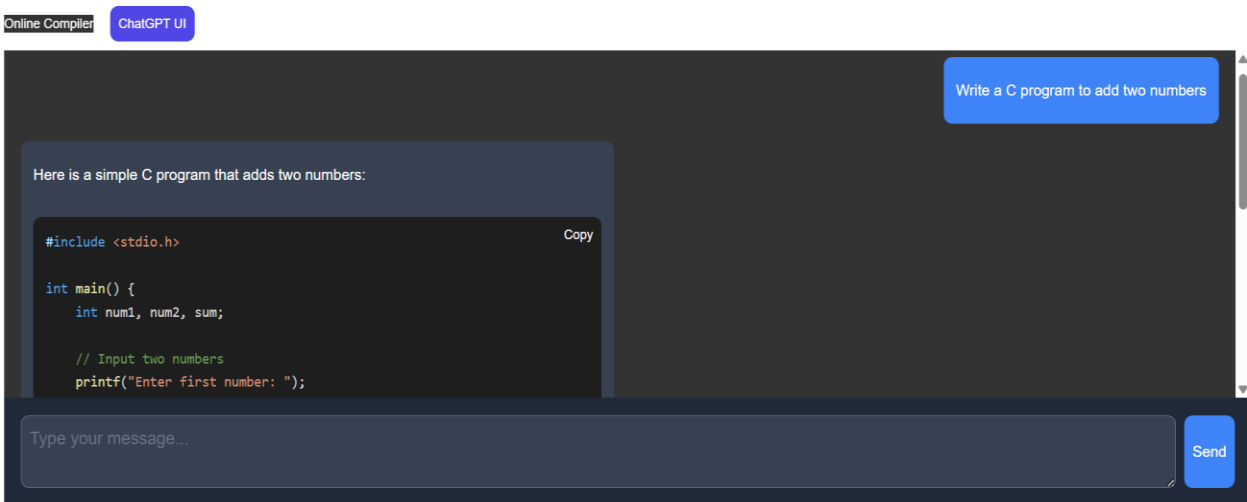 Online Compiler ChatGPT UI
Write a C program to add two numbers
Here is a simple C program that adds two numbers:
Copy
#include <stdio.h>
int main() {
    int num1, num2, sum;
    // Input two numbers
    printf("Enter first number: ");
Type your message...
Send